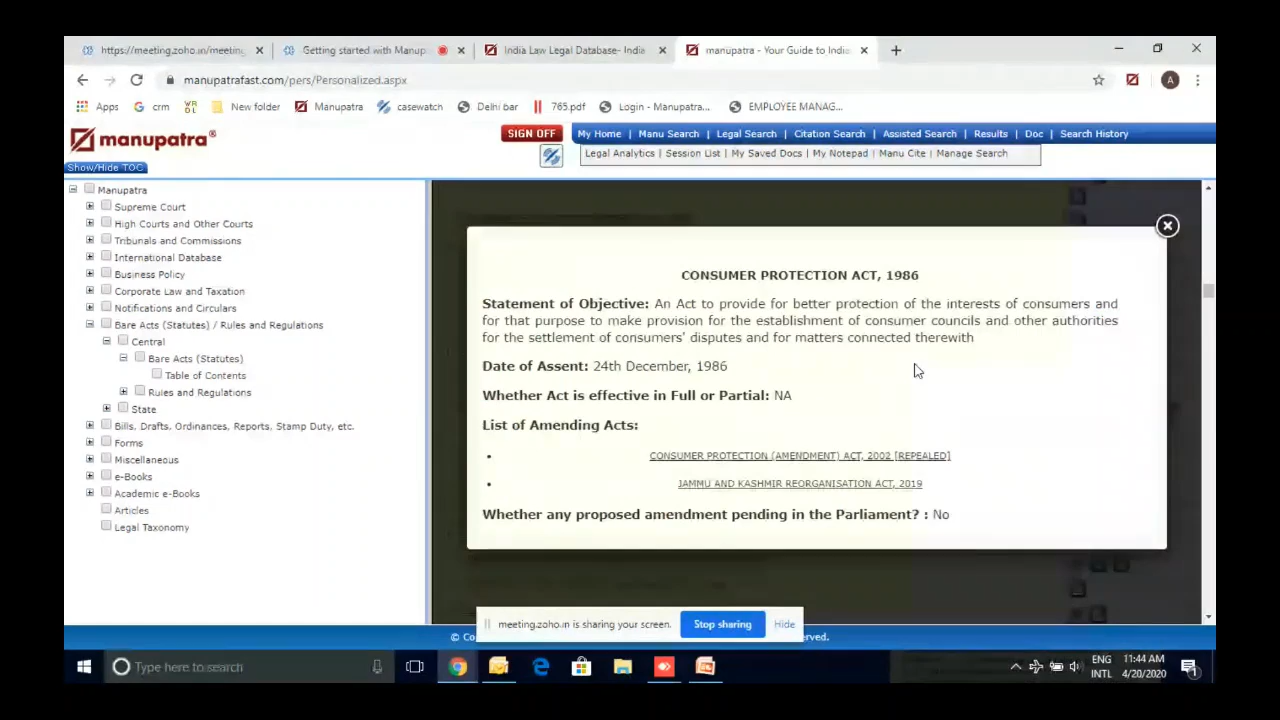 https://meeting.zoho.in/meeting
Getting started with Manup
India Law Legal Database- India
manupatra - Your Guide to India
manupatrafast.com/pers/Personalized.aspx
A
Apps
crm
New folder
Manupatra
casewatch
Delhi bar
765.pdf
Login - Manupatra...
EMPLOYEE MANAG...
manupatra®
SIGN OFF
My Home | Manu Search | Legal Search | Citation Search | Assisted Search | Results | Doc | Search History
Legal Analytics | Session List | My Saved Docs | My Notepad | Manu Cite | Manage Search
Show/Hide TOC
Manupatra
Supreme Court
High Courts and Other Courts
Tribunals and Commissions
International Database
Business Policy
Corporate Law and Taxation
Notifications and Circulars
Bare Acts (Statutes) / Rules and Regulations
Central
Bare Acts (Statutes)
Table of Contents
Rules and Regulations
State
Bills, Drafts, Ordinances, Reports, Stamp Duty, etc.
Forms
Miscellaneous
e-Books
Academic e-Books
Articles
Legal Taxonomy
CONSUMER PROTECTION ACT, 1986
Statement of Objective: An Act to provide for better protection of the interests of consumers and
for that purpose to make provision for the establishment of consumer councils and other authorities
for the settlement of consumers' disputes and for matters connected therewith
Date of Assent: 24th December, 1986
Whether Act is effective in Full or Partial: NA
List of Amending Acts:
• CONSUMER PROTECTION (AMENDMENT) ACT, 2002 [REPEALED]
• JAMMU AND KASHMIR REORGANISATION ACT, 2019
Whether any proposed amendment pending in the Parliament? : No
meeting.zoho.in is sharing your screen.
Stop sharing
Hide
© Co
rved.
Type here to search
ENG
INTL
11:44 AM
4/20/2020